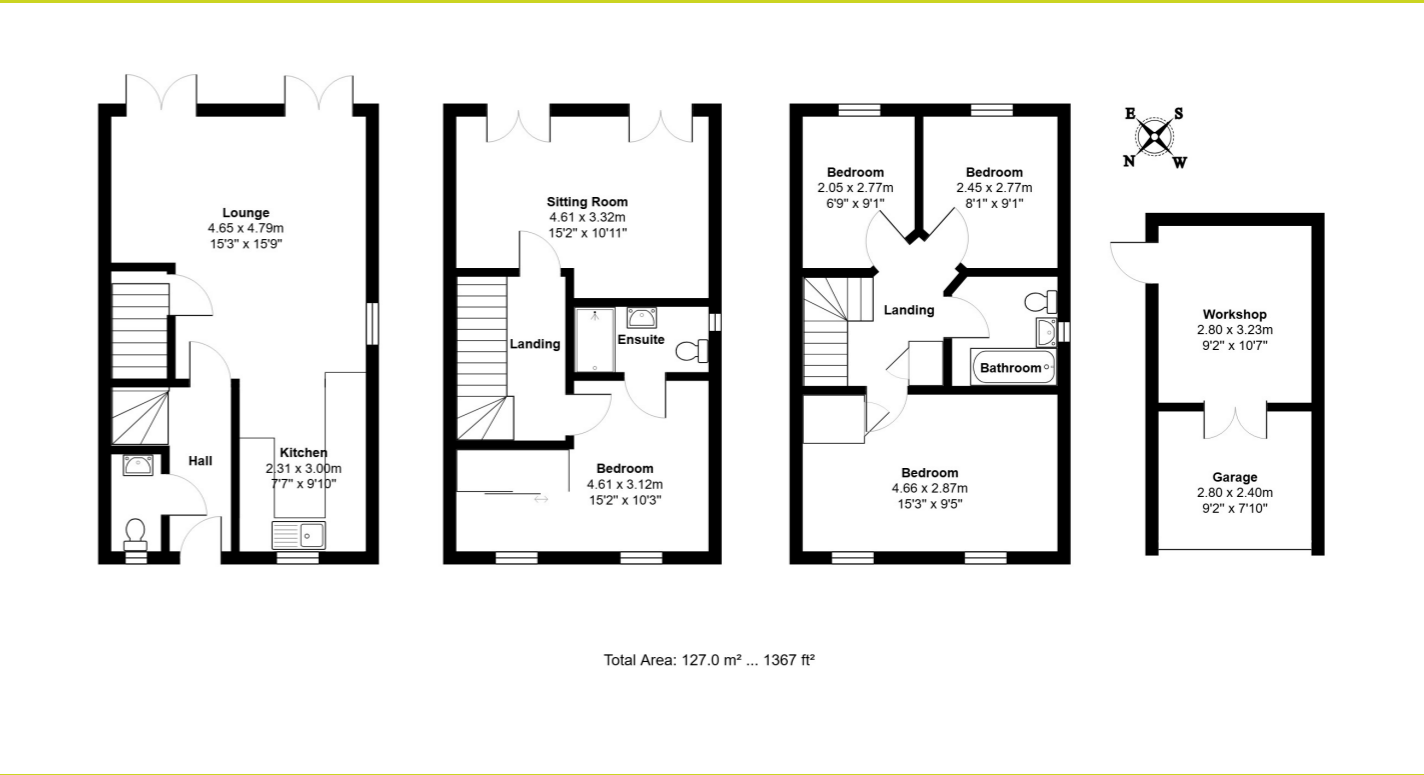 Lounge
4.65 x 4.79m
15'3" x 15'9"
Hall
Kitchen
2.31 x 3.00m
7'7" x 9'10"
Sitting Room
4.61 x 3.32m
15'2" x 10'11"
Landing
Ensuite
Bedroom
4.61 x 3.12m
15'2" x 10'3"
Bedroom
2.05 x 2.77m
6'9" x 9'1"
Bedroom
2.45 x 2.77m
8'1" x 9'1"
Landing
Bathroom
Bedroom
4.66 x 2.87m
15'3" x 9'5"
E S
N W
Workshop
2.80 x 3.23m
9'2" x 10'7"
Garage
2.80 x 2.40m
9'2" x 7'10"
Total Area: 127.0 m² ... 1367 ft²